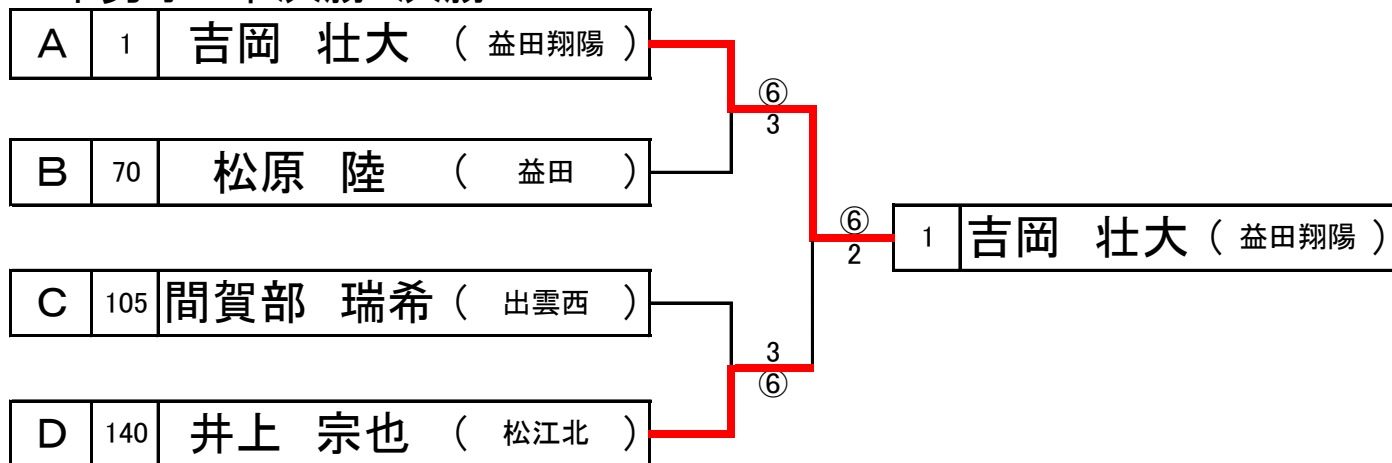 A 1 吉岡 壮大 ( 益田翔陽 )
⑥
3
B 70 松原 陸 ( 益田 )
⑥
2
1 吉岡 壮大 ( 益田翔陽 )
C 105 間賀部 瑞希 ( 出雲西 )
3
⑥
D 140 井上 宗也 ( 松江北 )